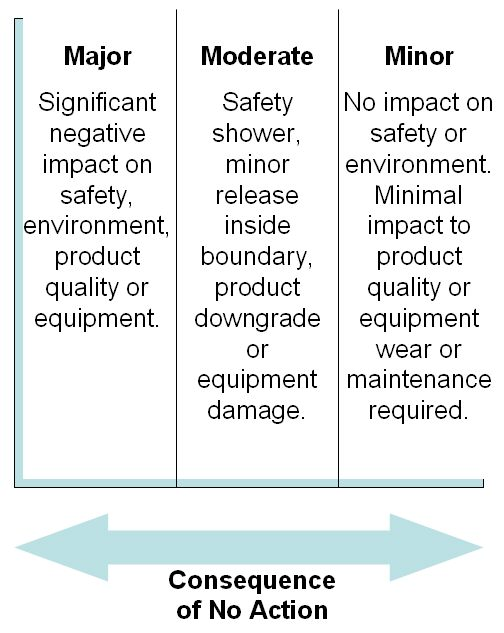 Major
Significant
negative
impact on
safety,
environment,
product
quality or
equipment.
Moderate
Safety
shower,
minor
release
inside
boundary,
product
downgrade
or
equipment
damage.
Minor
No impact on
safety or
environment.
Minimal
impact to
product
quality or
equipment
wear or
maintenance
required.
Consequence
of No Action